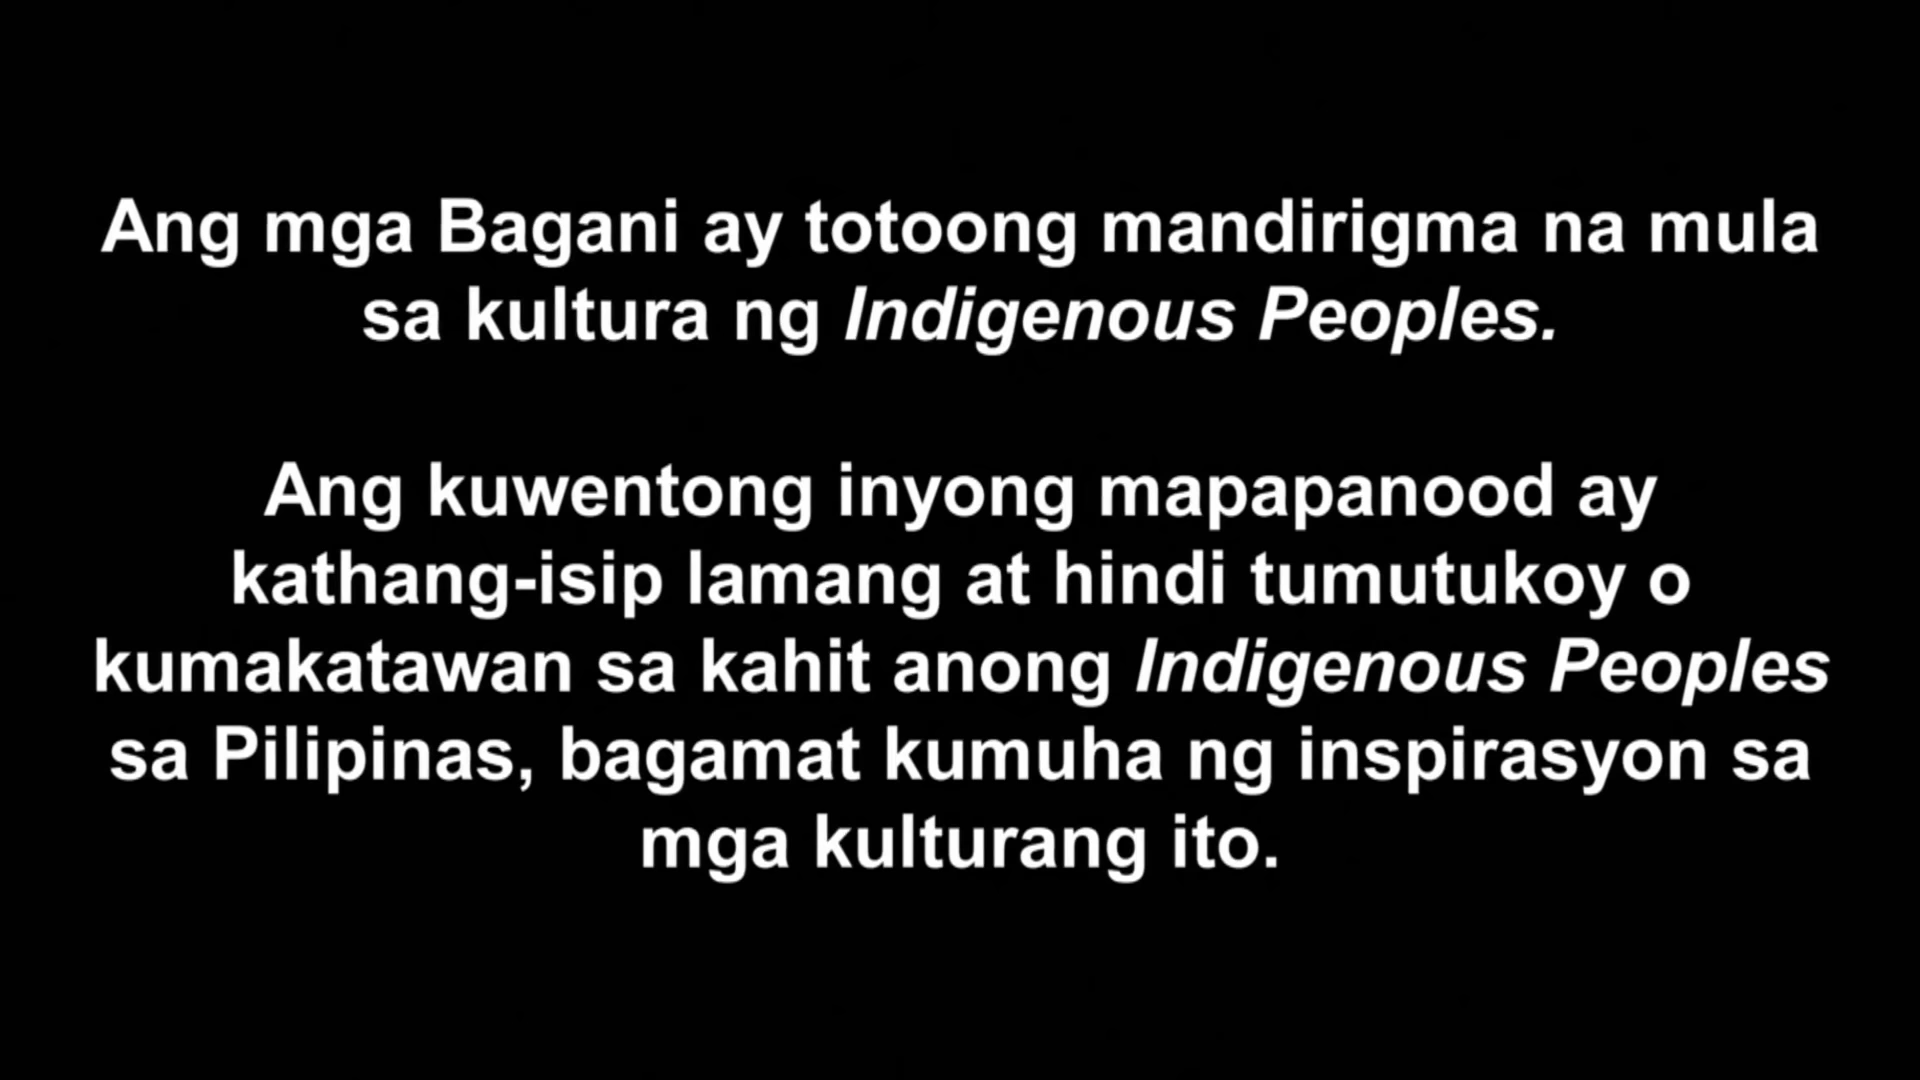 Ang mga Bagani ay totoong mandirigma na mula
sa kultura ng Indigenous Peoples.
Ang kuwentong inyong mapapanood ay
kathang-isip lamang at hindi tumutukoy o
kumakatawan sa kahit anong Indigenous Peoples
sa Pilipinas, bagamat kumuha ng inspirasyon sa
mga kulturang ito.